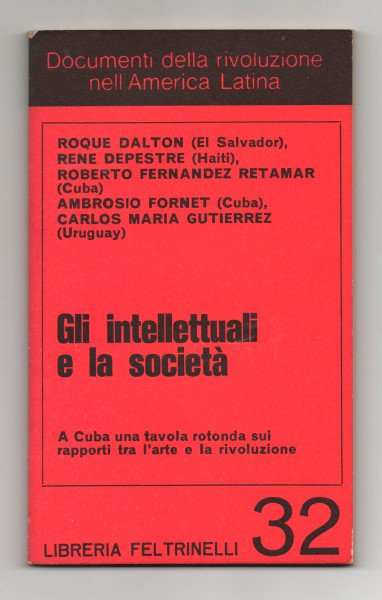 Documenti della rivoluzione
nell'America Latina
ROQUE DALTON (El Salvador),
RENE DEPESTRE (Haiti),
ROBERTO FERNANDEZ RETAMAR
(Cuba)
AMBROSIO FORNET (Cuba),
CARLOS MARIA GUTIERREZ
(Uruguay)
Gli intellettuali
e la società
A Cuba una tavola rotonda sui
rapporti tra l'arte e la rivoluzione
LIBRERIA FELTRINELLI 32